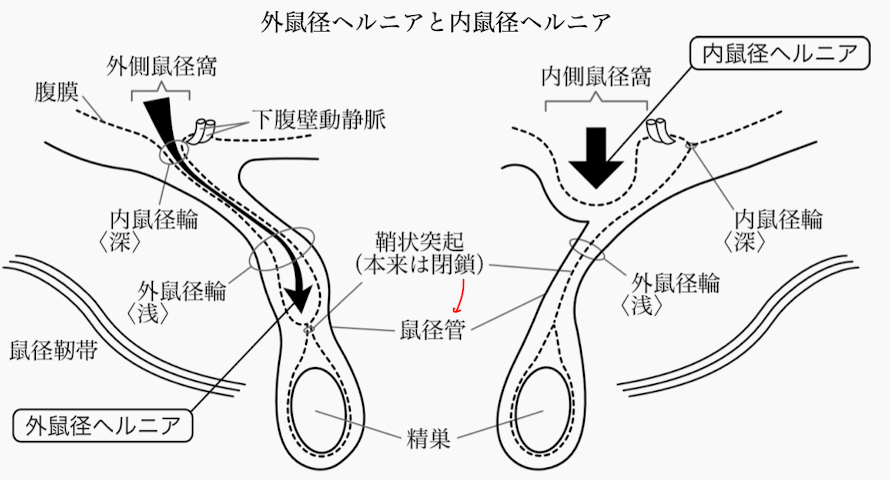 外鼠径ヘルニアと内鼠径ヘルニア
外側鼠径窩
腹膜
下腹壁動静脈
内鼠径輪
〈深〉
外鼠径輪
〈浅〉
鼠径靭帯
外鼠径ヘルニア
鞘状突起
(本来は閉鎖)
鼠径管
精巣
内側鼠径窩
内鼠径ヘルニア
内鼠径輪
〈深〉
外鼠径輪
〈浅〉